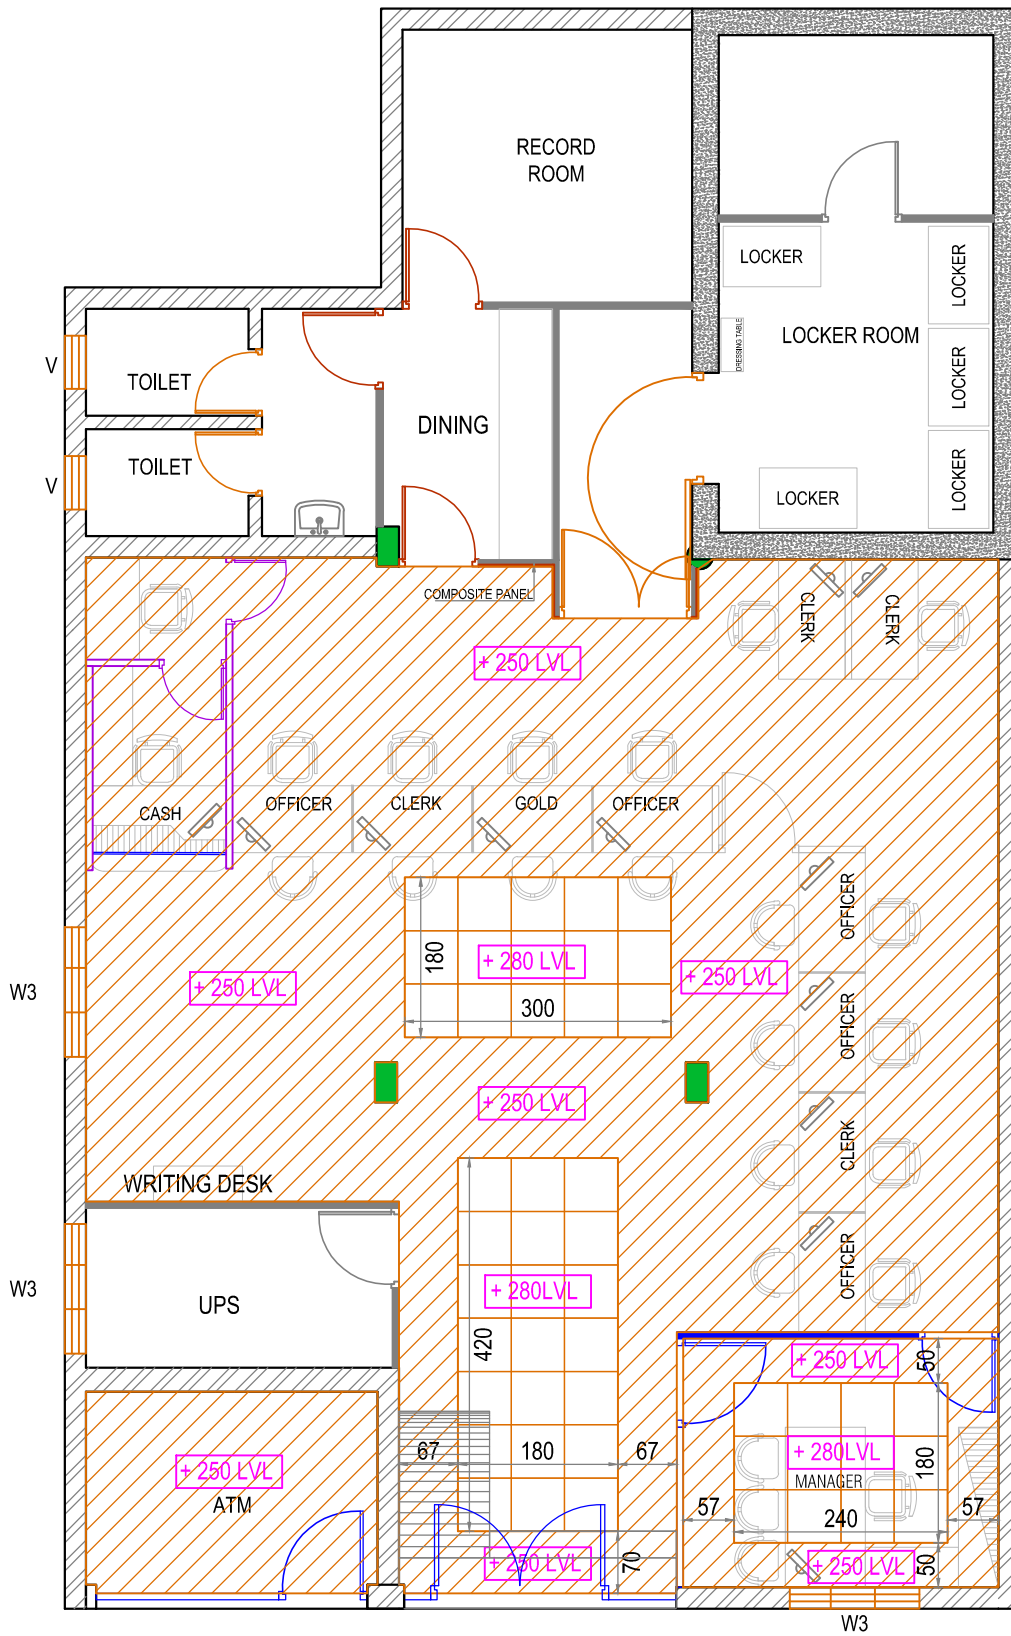 RECORD
ROOM
LOCKER
LOCKER
DRESSING TABLE
LOCKER ROOM
LOCKER
V
TOILET
DINING
TOILET
V
LOCKER
LOCKER
COMPOSITE PANEL
CLERK
CLERK
+ 250 LVL
CASH
OFFICER
CLERK
GOLD
OFFICER
OFFICER
180
+ 280 LVL
W3
+ 250 LVL
+ 250 LVL
300
OFFICER
+ 250 LVL
CLERK
WRITING DESK
OFFICER
W3
UPS
+ 280LVL
420
+ 250 LVL
50
67
180
67
+ 280LVL
180
MANAGER
+ 250 LVL
ATM
57
240
57
+ 250 LVL
70
+ 250 LVL
50
W3